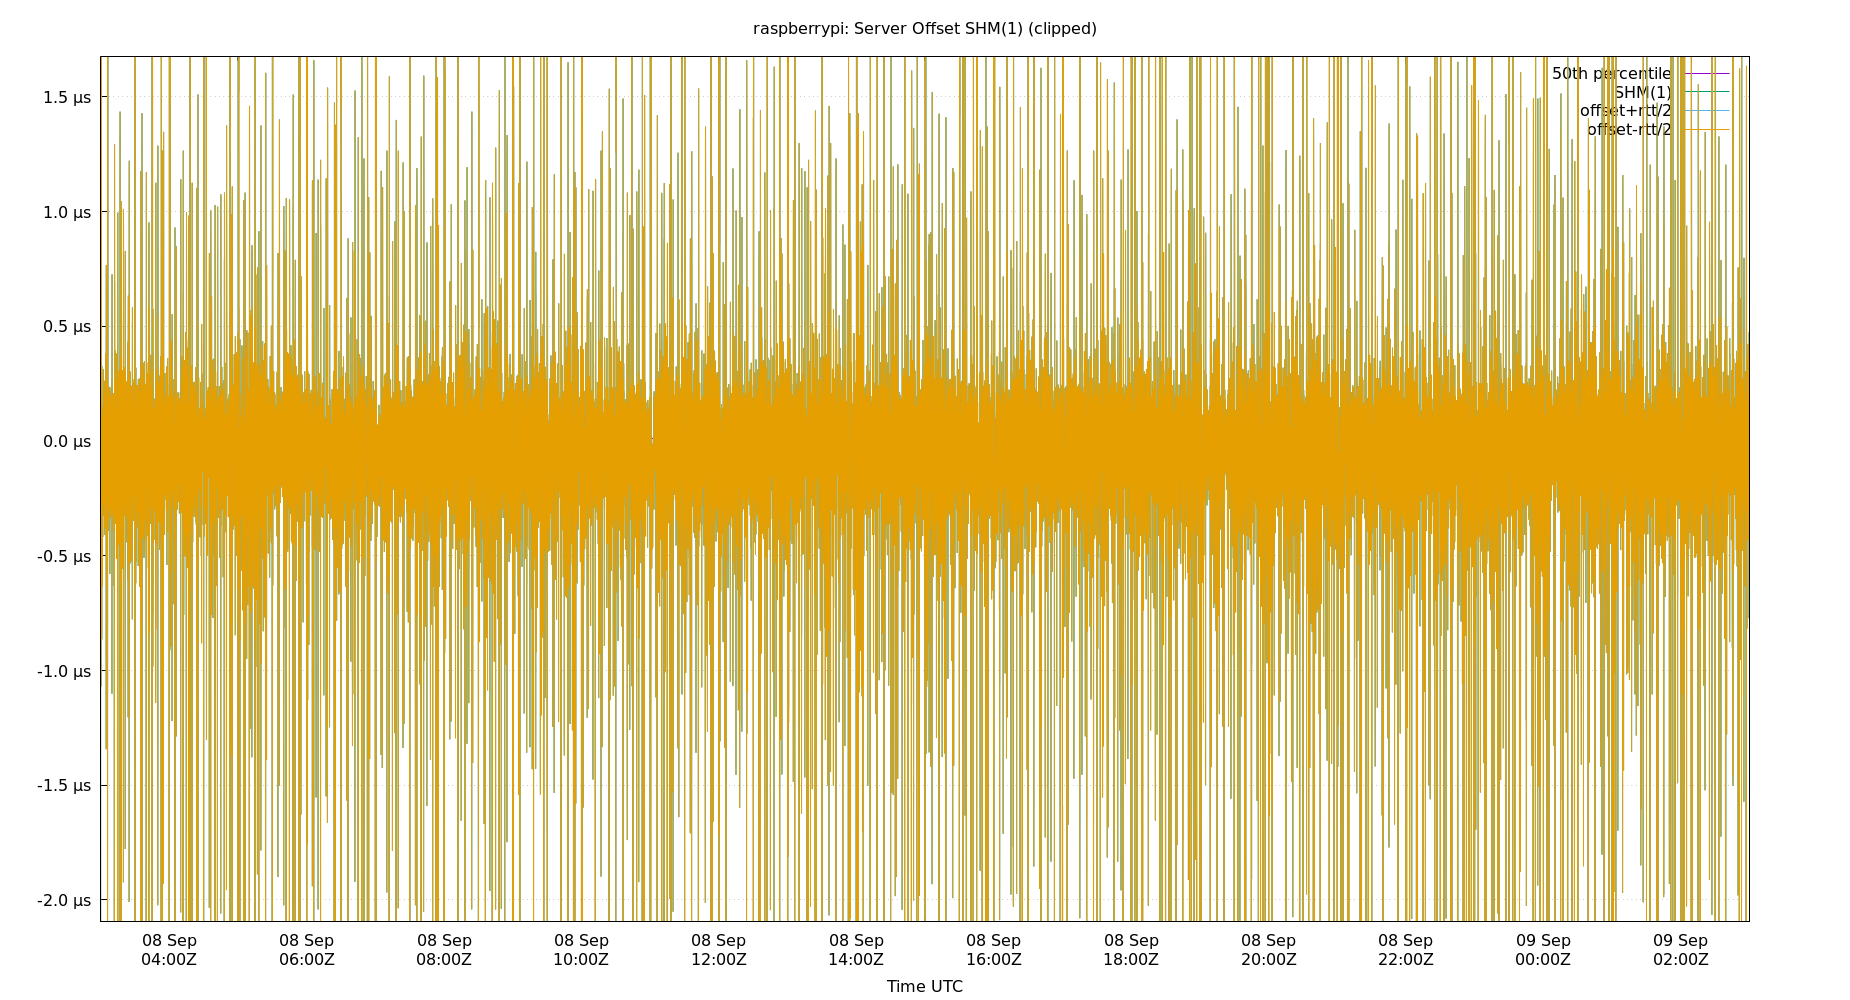 raspberrypi: Server Offset SHM(1) (clipped)
50th percentile
SHM(1)
offset+rtt/2
offset-rtt/2
1.5 µs
1.0 µs
0.5 µs
0.0 µs
-0.5 µs
-1.0 µs
-1.5 µs
-2.0 µs
08 Sep 08 Sep 08 Sep 08 Sep 08 Sep 08 Sep 08 Sep 08 Sep 08 Sep 08 Sep 09 Sep 09 Sep
04:00Z 06:00Z 08:00Z 10:00Z 12:00Z 14:00Z 16:00Z 18:00Z 20:00Z 22:00Z 00:00Z 02:00Z
Time UTC